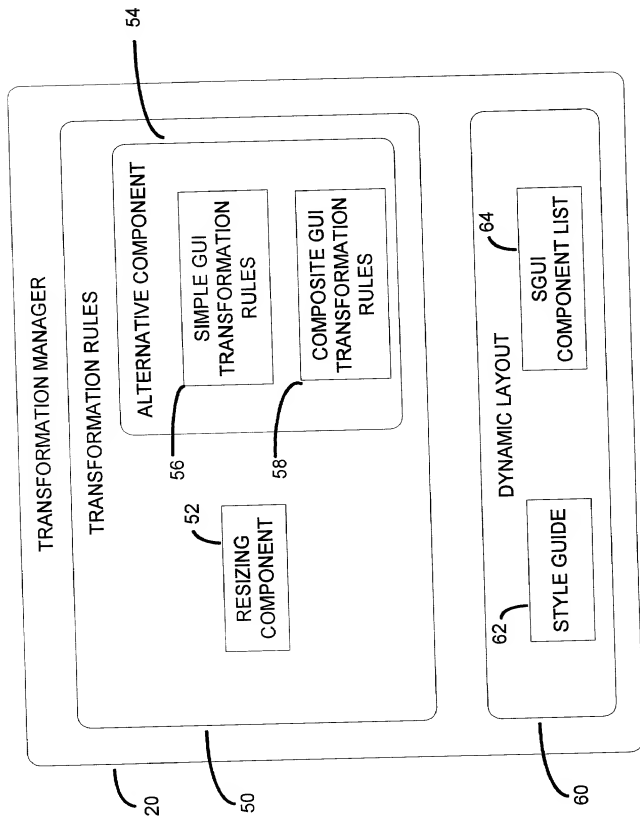 TRANSFORMATION MANAGER
TRANSFORMATION RULES
54
ALTERNATIVE COMPONENT
56
SIMPLE GUI
TRANSFORMATION
RULES
52
RESIZING
COMPONENT
58
COMPOSITE GUI
TRANSFORMATION
RULES
20
50
DYNAMIC LAYOUT
62
STYLE GUIDE
64
SGUI
COMPONENT LIST
60